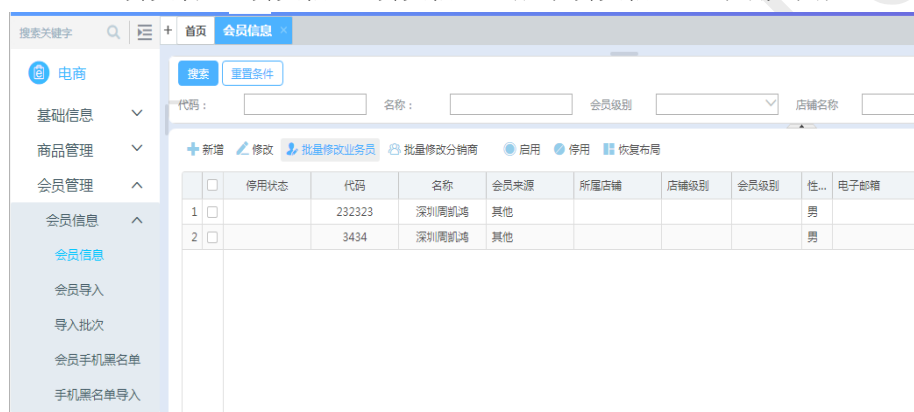 搜索关键字
+ 首页 会员信息 ×
电商
搜索 重置条件
代码： 名称： 会员级别 店铺名称
基础信息
商品管理
新增 修改 批量修改业务员 批量修改分销商 启用 停用 恢复布局
会员管理
停用状态 代码 名称 会员来源 所属店铺 店铺级别 会员级别 性... 电子邮箱
1 232323 深圳周凯鸿 其他 男
2 3434 深圳周凯鸿 其他 男
会员信息
会员信息
会员导入
导入批次
会员手机黑名单
手机黑名单导入